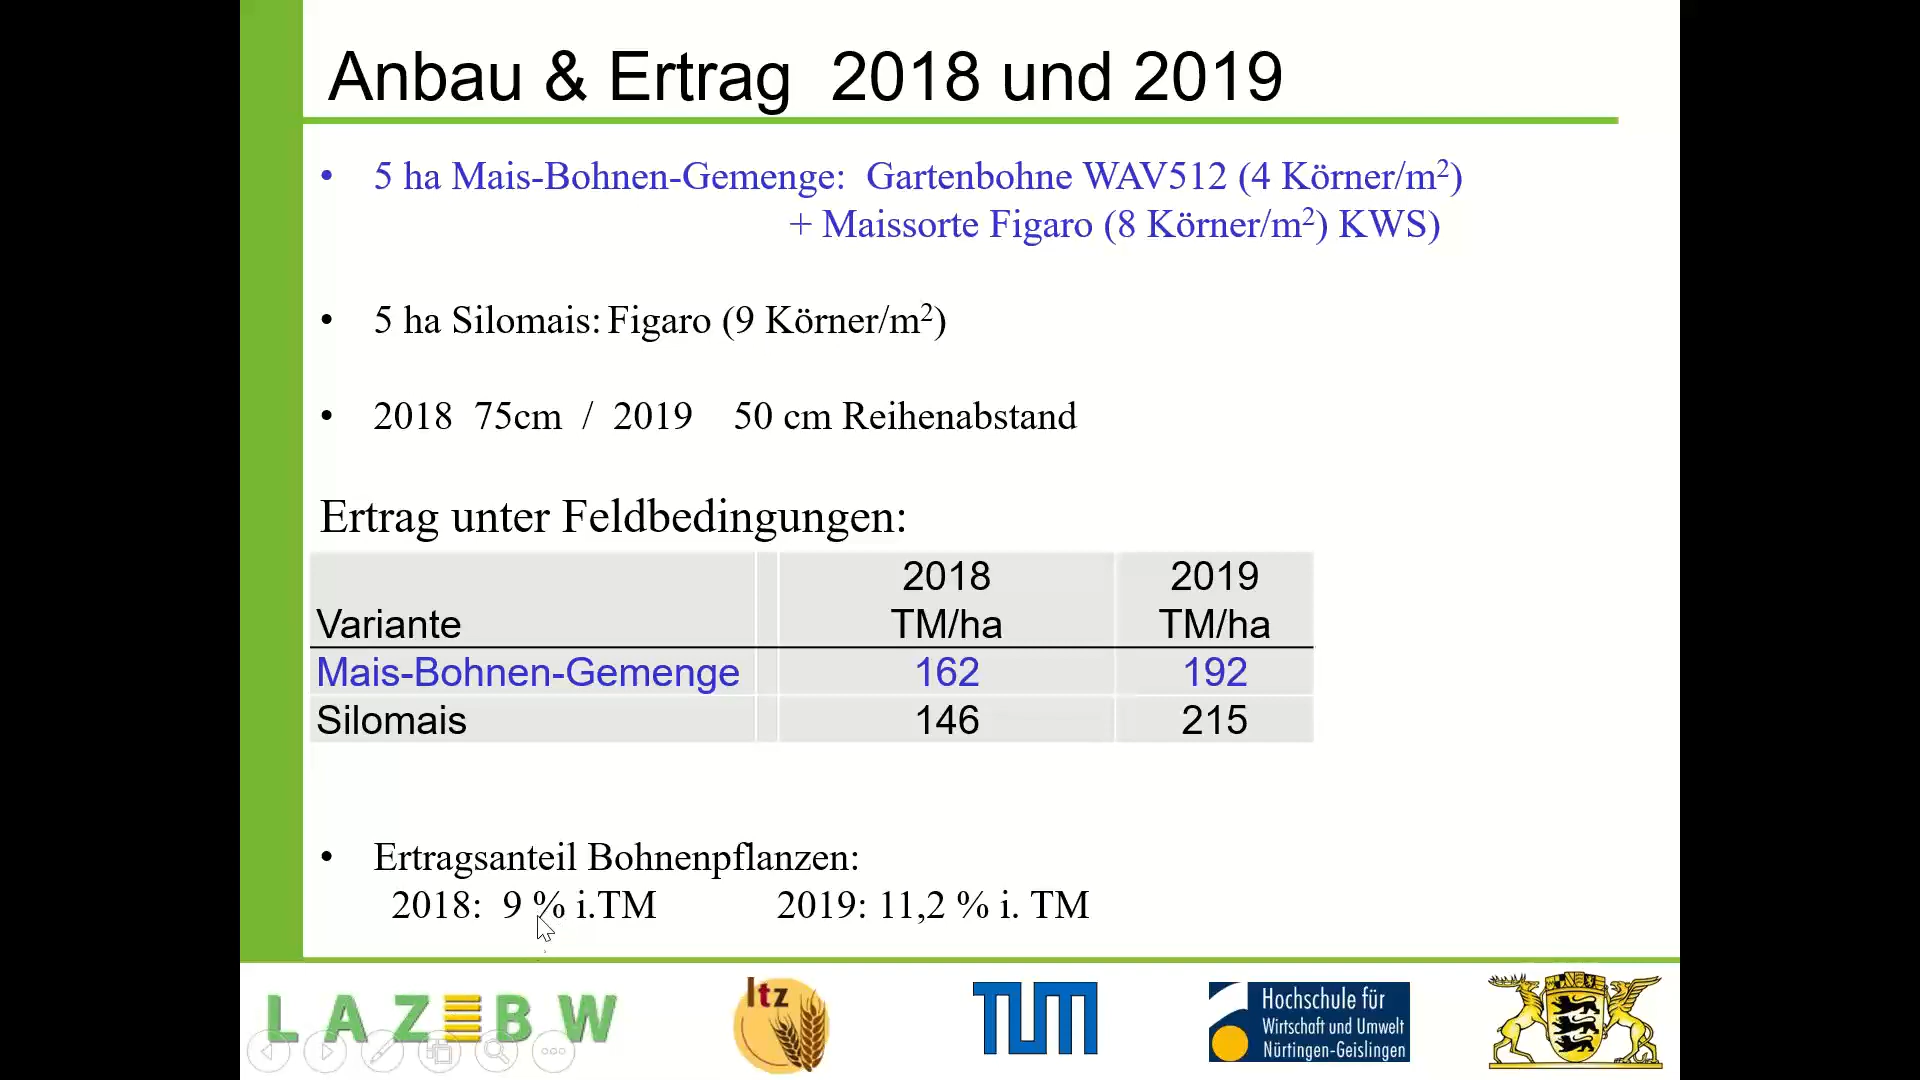 Anbau & Ertrag 2018 und 2019
• 5 ha Mais-Bohnen-Gemenge: Gartenbohne WAV512 (4 Körner/m²)
+ Maissorte Figaro (8 Körner/m²) KWS)
• 5 ha Silomais: Figaro (9 Körner/m²)
• 2018 75cm / 2019 50 cm Reihenabstand
Ertrag unter Feldbedingungen:
2018 2019
Variante TM/ha TM/ha
Mais-Bohnen-Gemenge 162 192
Silomais 146 215
• Ertragsanteil Bohnenpflanzen:
2018: 9 % i.TM 2019: 11,2 % i. TM
LAZBW
ltz
TUM
Hochschule für
Wirtschaft und Umwelt
Nürtingen-Geislingen